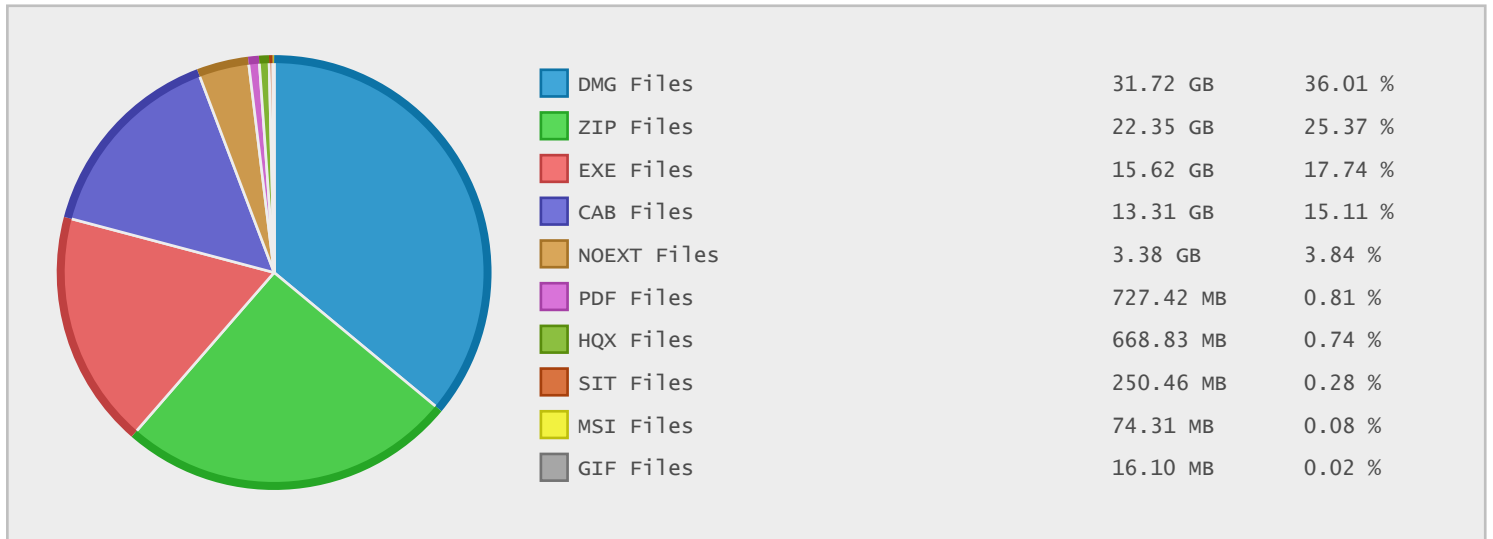 DMG Files 31.72 GB 36.01 %
ZIP Files 22.35 GB 25.37 %
EXE Files 15.62 GB 17.74 %
CAB Files 13.31 GB 15.11 %
NOEXT Files 3.38 GB 3.84 %
PDF Files 727.42 MB 0.81 %
HQX Files 668.83 MB 0.74 %
SIT Files 250.46 MB 0.28 %
MSI Files 74.31 MB 0.08 %
GIF Files 16.10 MB 0.02 %